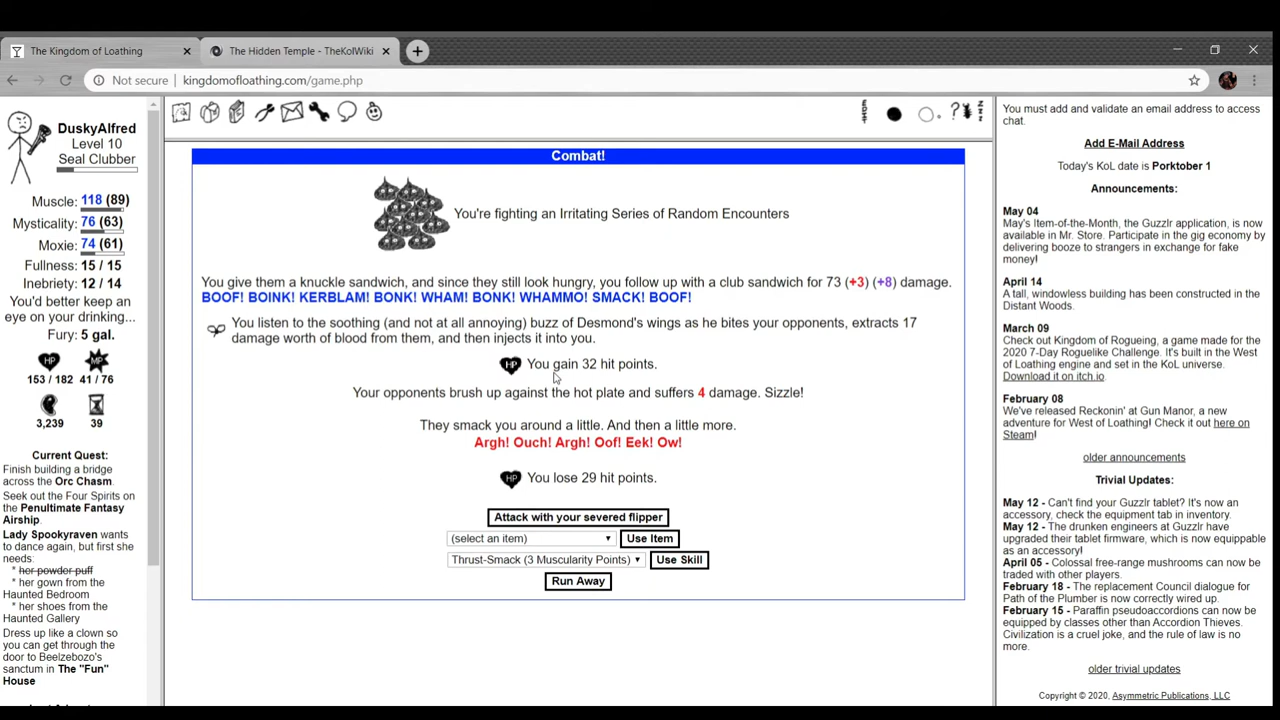 The Kingdom of Loathing
The Hidden Temple - TheKolWiki
Not secure
kingdomofloathing.com/game.php
DuskyAlfred
Level 10
Seal Clubber
Muscle: 118 (89)
Mysticality: 76 (63)
Moxie: 74 (61)
Fullness: 15 / 15
Inebriety: 12 / 14
You'd better keep an
eye on your drinking...
Fury: 5 gal.
HP MP
153 / 182 41 / 76
3,239 39
Current Quest:
Finish building a bridge
across the Orc Chasm.
Seek out the Four Spirits on
the Penultimate Fantasy
Airship.
Lady Spookyraven wants
to dance again, but first she
needs:
* her powder puff
* her gown from the
Haunted Bedroom
* her shoes from the
Haunted Gallery
Dress up like a clown so
you can get through the
door to Beelzebozo's
sanctum in The "Fun"
House
Combat!
You're fighting an Irritating Series of Random Encounters
You give them a knuckle sandwich, and since they still look hungry, you follow up with a club sandwich for 73 (+3) (+8) damage.
BOOF! BOINK! KERBLAM! BONK! WHAM! BONK! WHAMMO! SMACK! BOOF!
You listen to the soothing (and not at all annoying) buzz of Desmond's wings as he bites your opponents, extracts 17
damage worth of blood from them, and then injects it into you.
HP You gain 32 hit points.
Your opponents brush up against the hot plate and suffers 4 damage. Sizzle!
They smack you around a little. And then a little more.
Argh! Ouch! Argh! Oof! Eek! Ow!
HP You lose 29 hit points.
Attack with your severed flipper
(select an item) Use Item
Thrust-Smack (3 Muscularity Points) Use Skill
Run Away
You must add and validate an email address to access
chat.
Add E-Mail Address
Today's KoL date is Porktober 1
Announcements:
May 04
May's Item-of-the-Month, the Guzzlr application, is now
available in Mr. Store. Participate in the gig economy by
delivering booze to strangers in exchange for fake
money!
April 14
A tall, windowless building has been constructed in the
Distant Woods.
March 09
Check out Kingdom of Rogueing, a game made for the
2020 7-Day Roguelike Challenge. It's built in the West
of Loathing engine and set in the KoL universe.
Download it on itch.io.
February 08
We've released Reckonin' at Gun Manor, a new
adventure for West of Loathing! Check it out here on
Steam!
older announcements
Trivial Updates:
May 12 - Can't find your Guzzlr tablet? It's now an
accessory, check the equipment tab in inventory.
May 12 - The drunken engineers at Guzzlr have
upgraded their tablet firmware, which is now equippable
as an accessory!
April 05 - Colossal free-range mushrooms can now be
traded with other players.
February 18 - The replacement Council dialogue for
Path of the Plumber is now correctly wired up.
February 15 - Paraffin pseudoaccordions can now be
equipped by classes other than Accordion Thieves.
Civilization is a cruel joke, and the rule of law is no
more.
older trivial updates
Copyright © 2020, Asymmetric Publications, LLC